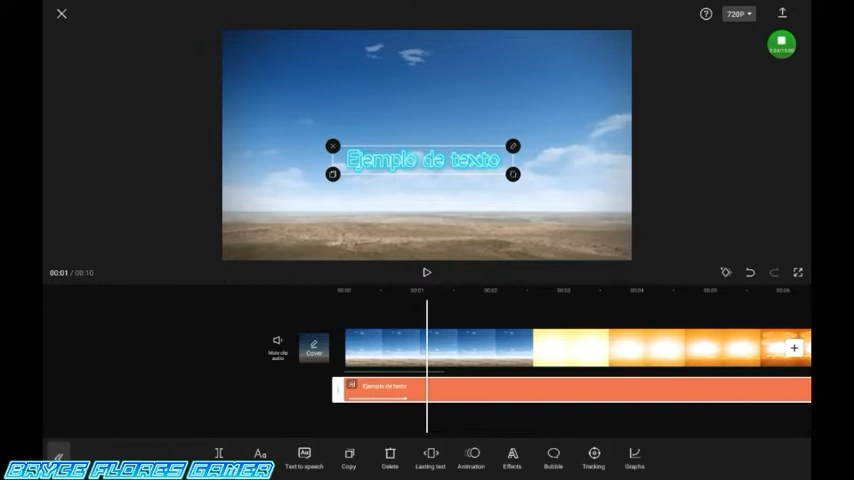 720P
Ejemplo de texto
00:01 / 00:10
00:00
00:01
00:02
00:03
00:04
00:05
00:06
Mute clip
audio
Cover
Ejemplo de texto
Text to speech
Copy
Delete
Lasting text
Animation
Effects
Bubble
Tracking
Graphs
BRYCE FLORES GAMER